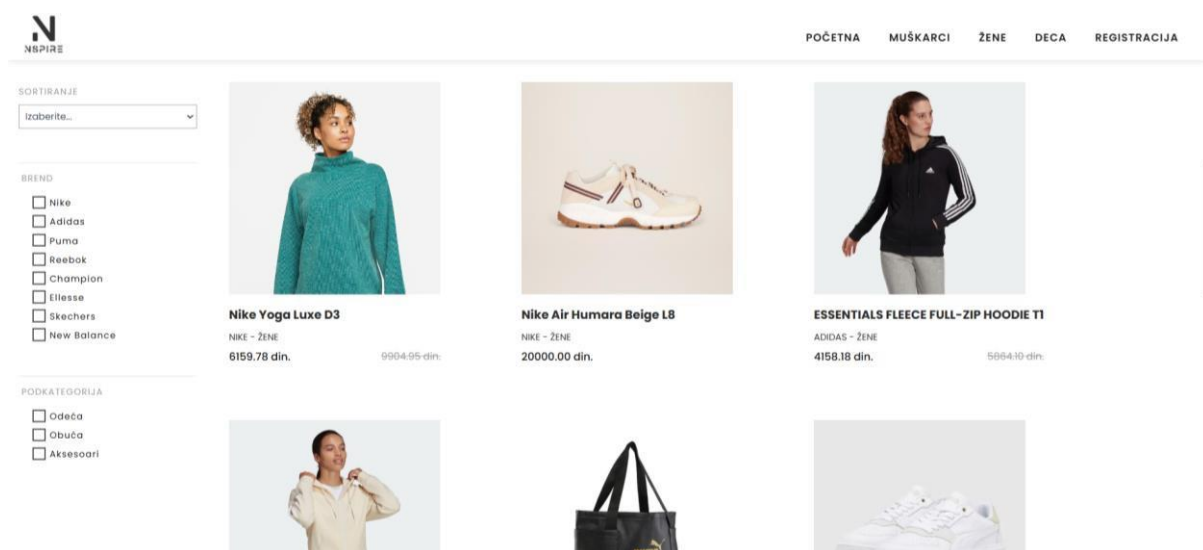 NSPIRE
POČETNA MUŠKARCI ŽENE DECA REGISTRACIJA
SORTIRANJE
Izaberite...
BREND
Nike
Adidas
Puma
Reebok
Champion
Ellesse
Skechers
New Balance
PODKATEGORIJA
Odeća
Obuća
Aksesoari
Nike Yoga Luxe D3
NIKE - ŽENE
6159.78 din. 9904.95 din.
Nike Air Humara Beige L8
NIKE - ŽENE
20000.00 din.
ESSENTIALS FLEECE FULL-ZIP HOODIE T1
ADIDAS - ŽENE
4158.18 din. 5864.10 din.